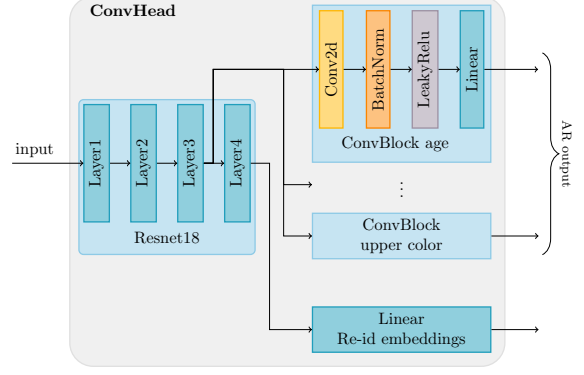 ConvHead
input
Layer1
Layer2
Layer3
Layer4
Resnet18
Conv2d
BatchNorm
LeakyRelu
Linear
ConvBlock age
⋮
ConvBlock
upper color
Linear
Re-id embeddings
AR output